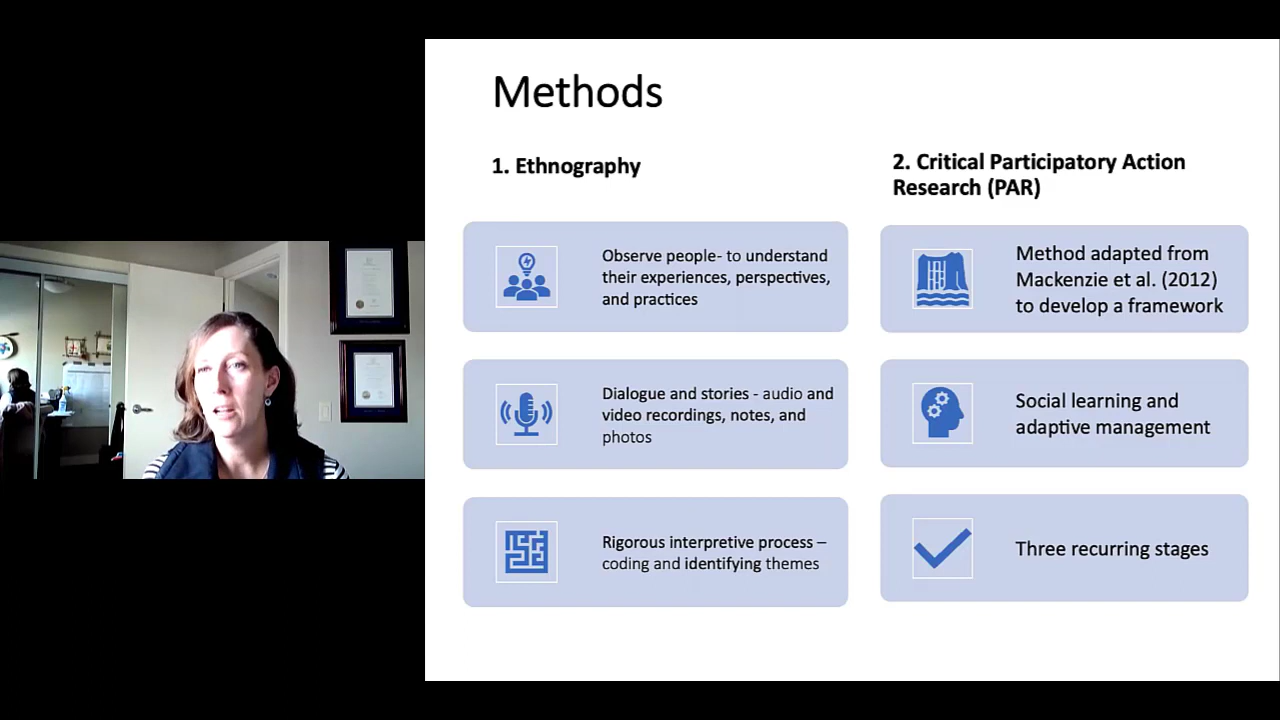 Methods
1. Ethnography
Observe people- to understand
their experiences, perspectives,
and practices
Dialogue and stories - audio and
video recordings, notes, and
photos
Rigorous interpretive process –
coding and identifying themes
2. Critical Participatory Action
Research (PAR)
Method adapted from
Mackenzie et al. (2012)
to develop a framework
Social learning and
adaptive management
Three recurring stages